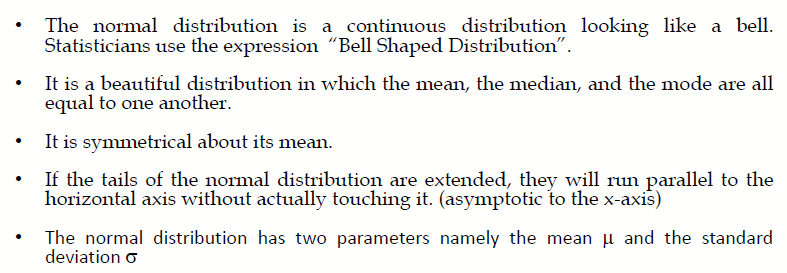 • The normal distribution is a continuous distribution looking like a bell.
Statisticians use the expression “Bell Shaped Distribution”.
• It is a beautiful distribution in which the mean, the median, and the mode are all
equal to one another.
• It is symmetrical about its mean.
• If the tails of the normal distribution are extended, they will run parallel to the
horizontal axis without actually touching it. (asymptotic to the x-axis)
• The normal distribution has two parameters namely the mean μ and the standard
deviation σ